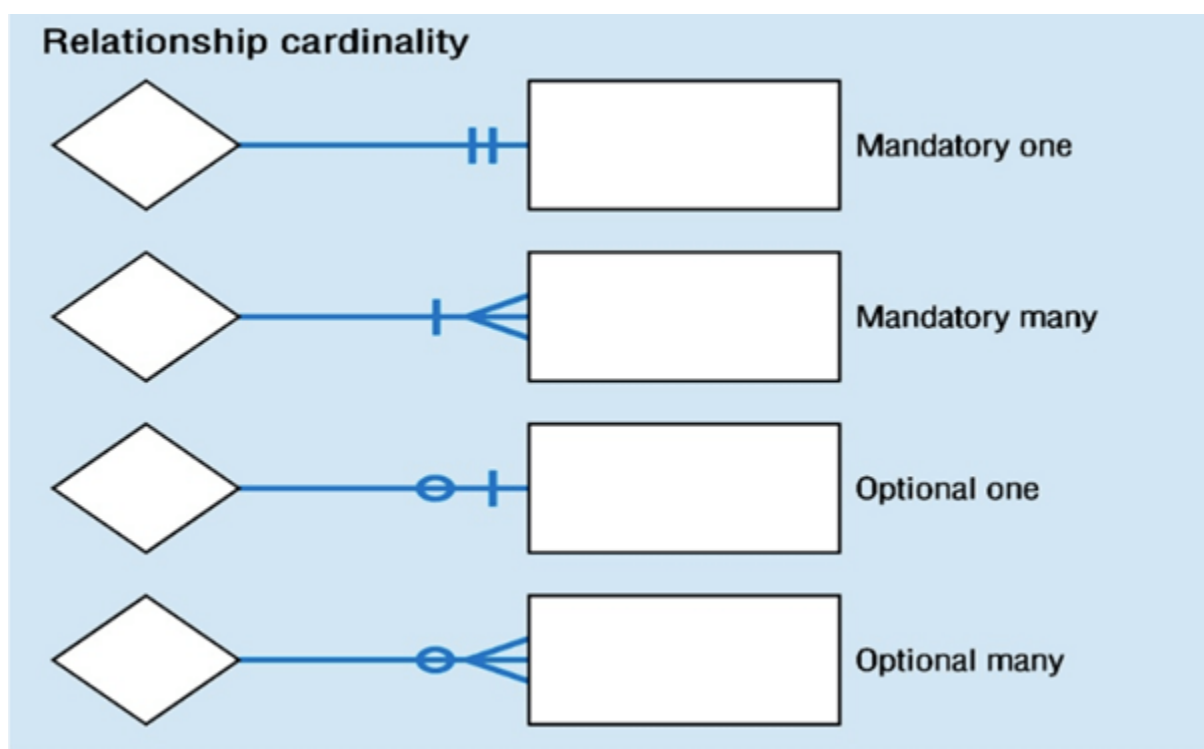 Relationship cardinality
Mandatory one
Mandatory many
Optional one
Optional many